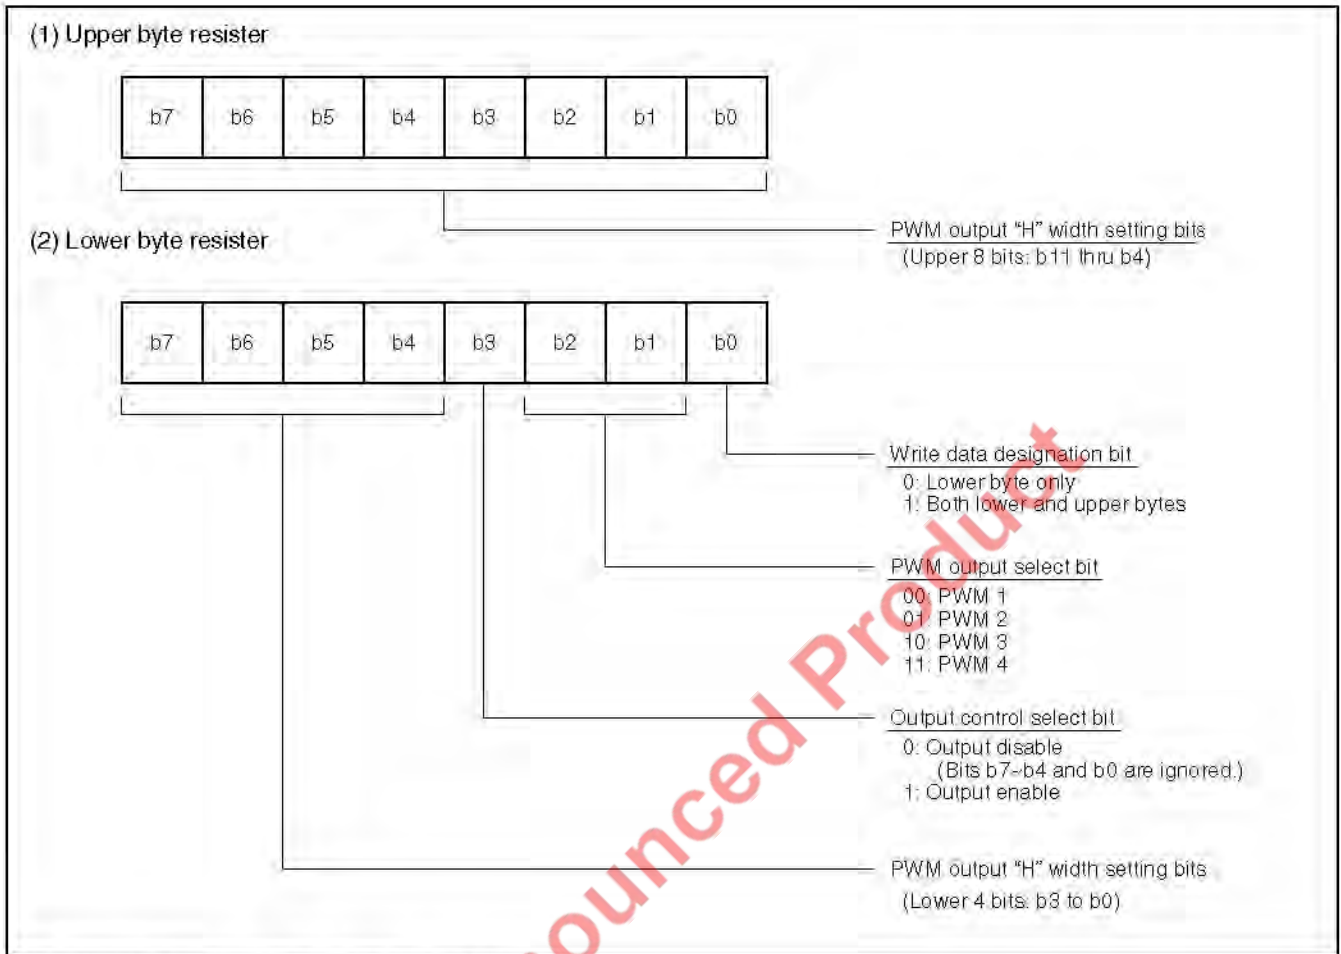 (1) Upper byte resister
b7 b6 b5 b4 b3 b2 b1 b0
PWM output “H” width setting bits
(Upper 8 bits: b11 thru b4)
(2) Lower byte resister
b7 b6 b5 b4 b3 b2 b1 b0
Write data designation bit
0: Lower byte only
1: Both lower and upper bytes
PWM output select bit
00: PWM 1
01: PWM 2
10: PWM 3
11: PWM 4
Output control select bit
0: Output disable
(Bits b7~b4 and b0 are ignored.)
1: Output enable
PWM output “H” width setting bits
(Lower 4 bits: b3 to b0)
ounced Product